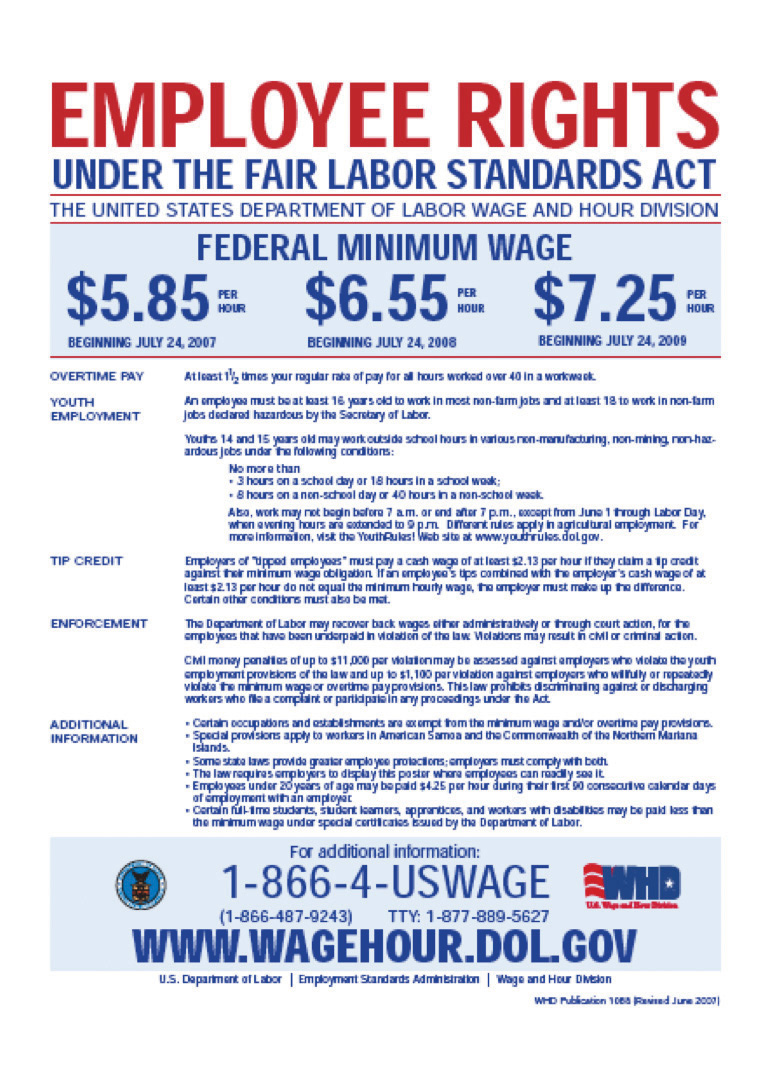 EMPLOYEE RIGHTS
UNDER THE FAIR LABOR STANDARDS ACT
THE UNITED STATES DEPARTMENT OF LABOR WAGE AND HOUR DIVISION
FEDERAL MINIMUM WAGE
$5.85 PER HOUR
BEGINNING JULY 24, 2007
$6.55 PER HOUR
BEGINNING JULY 24, 2008
$7.25 PER HOUR
BEGINNING JULY 24, 2009
OVERTIME PAY
At least 1 1/2 times your regular rate of pay for all hours worked over 40 in a workweek.
YOUTH
EMPLOYMENT
An employee must be at least 16 years old to work in most non-farm jobs and at least 18 to work in non-farm
jobs declared hazardous by the Secretary of Labor.
Youths 14 and 15 years old may work outside school hours in various non-manufacturing, non-mining, non-haz-
ardous jobs under the following conditions:
No more than
• 3 hours on a school day or 18 hours in a school week;
• 8 hours on a non-school day or 40 hours in a non-school week.
Also, work may not begin before 7 a.m. or end after 7 p.m., except from June 1 through Labor Day,
when evening hours are extended to 9 p.m. Different rules apply in agricultural employment. For
more information, visit the YouthRules! Web site at www.youthrules.dol.gov.
TIP CREDIT
Employers of "tipped employees" must pay a cash wage of at least $2.13 per hour if they claim a tip credit
against their minimum wage obligation. If an employee's tips combined with the employer's cash wage of at
least $2.13 per hour do not equal the minimum hourly wage, the employer must make up the difference.
Certain other conditions must also be met.
ENFORCEMENT
The Department of Labor may recover back wages either administratively or through court action, for the
employees that have been underpaid in violation of the law. Violations may result in civil or criminal action.
Civil money penalties of up to $11,000 per violation may be assessed against employers who violate the youth
employment provisions of the law and up to $1,100 per violation against employers who willfully or repeatedly
violate the minimum wage or overtime pay provisions. This law prohibits discriminating against or discharging
workers who file a complaint or participate in any proceedings under the Act.
ADDITIONAL
INFORMATION
• Certain occupations and establishments are exempt from the minimum wage and/or overtime pay provisions.
• Special provisions apply to workers in American Samoa and the Commonwealth of the Northern Mariana
Islands.
• Some state laws provide greater employee protections; employers must comply with both.
• The law requires employers to display this poster where employees can readily see it.
• Employees under 20 years of age may be paid $4.25 per hour during their first 90 consecutive calendar days
of employment with an employer.
• Certain full-time students, student learners, apprentices, and workers with disabilities may be paid less than
the minimum wage under special certificates issued by the Department of Labor.
For additional information:
1-866-4-USWAGE
(1-866-487-9243) TTY: 1-877-889-5627
WHD
U.S. Wage and Hour Division
WWW.WAGEHOUR.DOL.GOV
U.S. Department of Labor | Employment Standards Administration | Wage and Hour Division
WHD Publication 1088 (Revised June 2007)